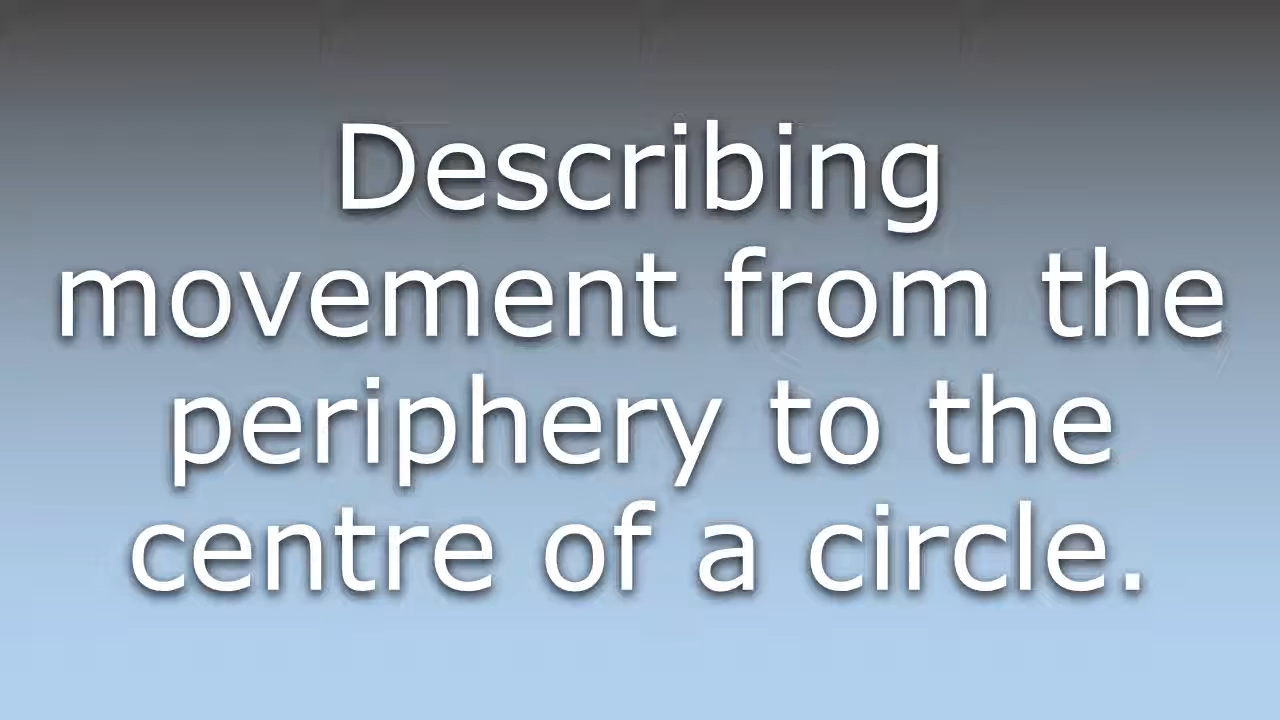 Describing
movement from the
periphery to the
centre of a circle.